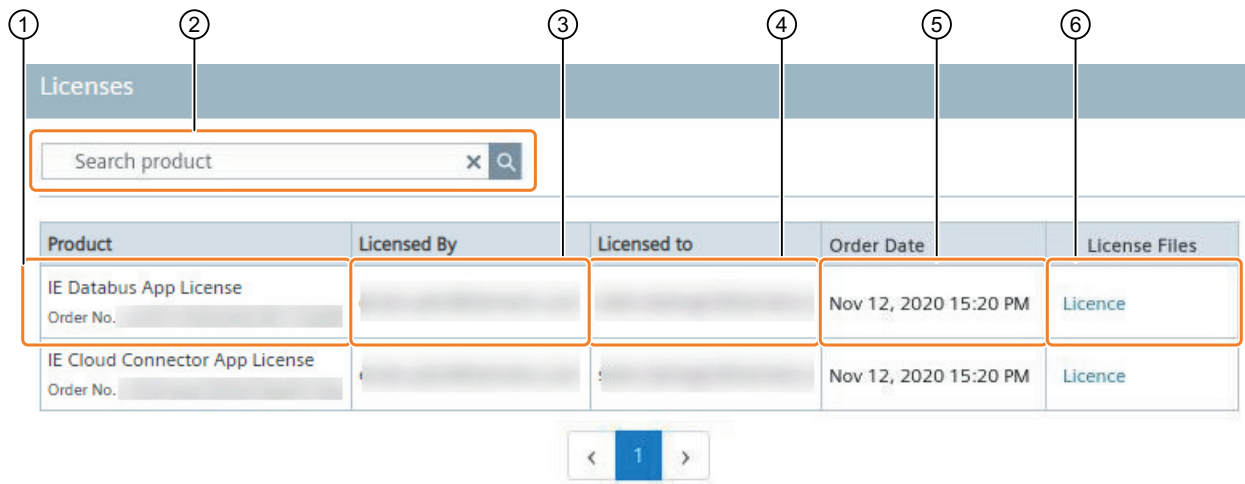 1 2 3 4 5 6
Licenses
Search product
Product Licensed By Licensed to Order Date License Files
IE Databus App License
Order No.
Nov 12, 2020 15:20 PM Licence
IE Cloud Connector App License
Order No.
Nov 12, 2020 15:20 PM Licence
1